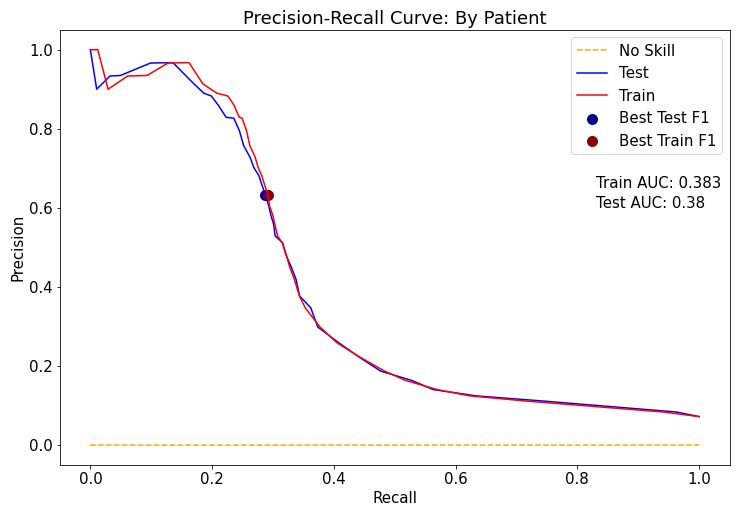 Precision-Recall Curve: By Patient
1.0
0.8
0.6
0.4
0.2
0.0
Precision
No Skill
Test
Train
Best Test F1
Best Train F1
Train AUC: 0.383
Test AUC: 0.38
0.0 0.2 0.4 0.6 0.8 1.0
Recall